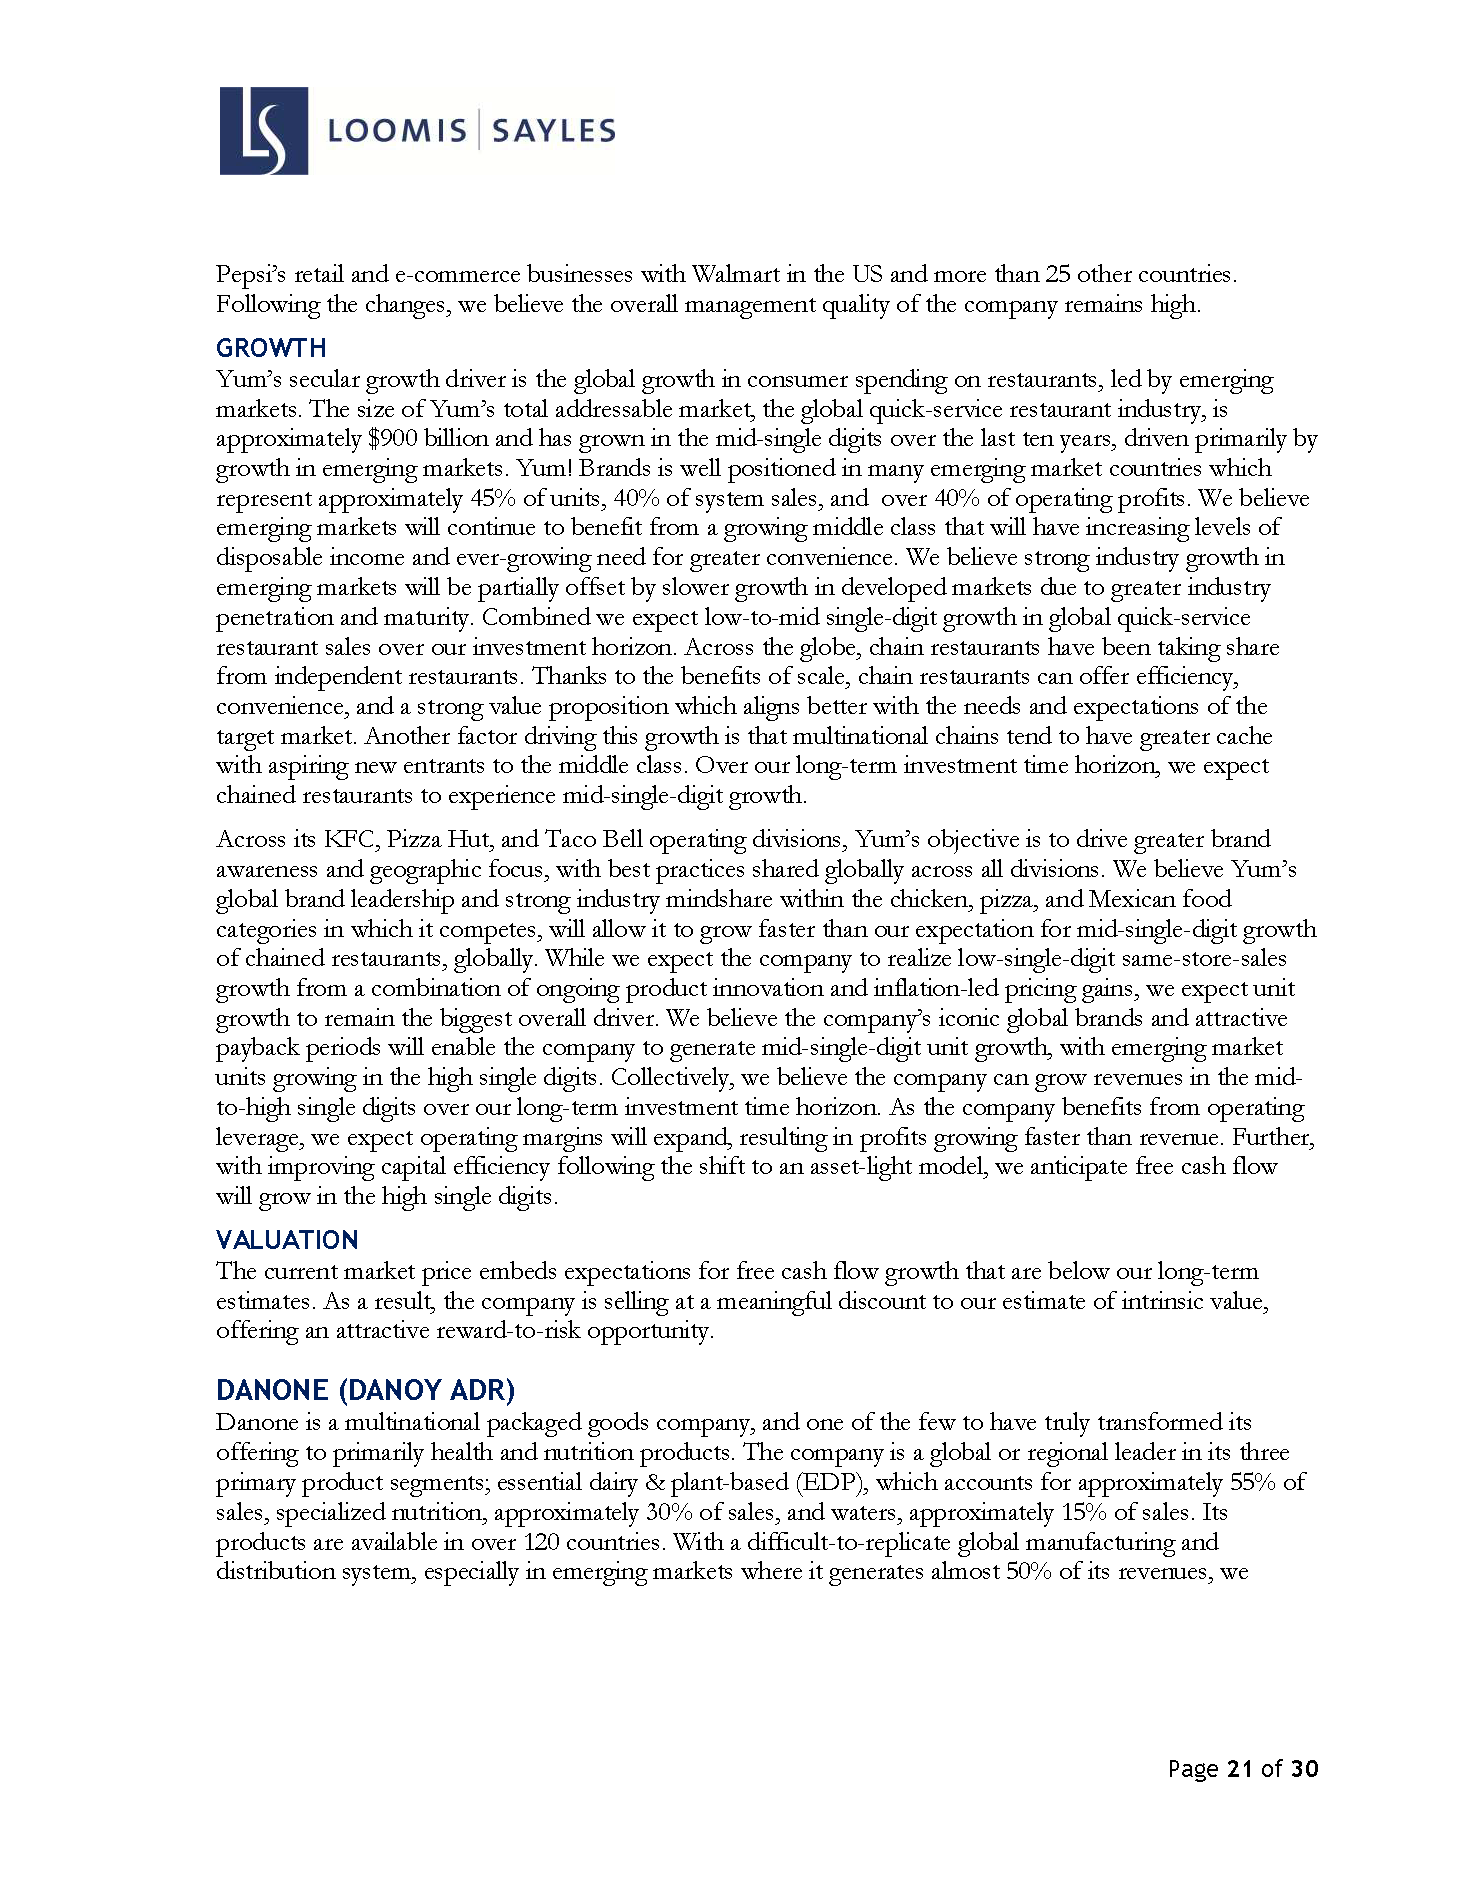 LS LOOMIS | SAYLES
Pepsi's retail and e-commerce businesses with Walmart in the US and more than 25 other countries.
Following the changes, we believe the overall management quality of the company remains high.
GROWTH
Yum's secular growth driver is the global growth in consumer spending on restaurants, led by emerging
markets. The size of Yum's total addressable market, the global quick-service restaurant industry, is
approximately $900 billion and has grown in the mid-single digits over the last ten years, driven primarily by
growth in emerging markets. Yum! Brands is well positioned in many emerging market countries which
represent approximately 45% of units, 40% of system sales, and over 40% of operating profits. We believe
emerging markets will continue to benefit from a growing middle class that will have increasing levels of
disposable income and ever-growing need for greater convenience. We believe strong industry growth in
emerging markets will be partially offset by slower growth in developed markets due to greater industry
penetration and maturity. Combined we expect low-to-mid single-digit growth in global quick-service
restaurant sales over our investment horizon. Across the globe, chain restaurants have been taking share
from independent restaurants. Thanks to the benefits of scale, chain restaurants can offer efficiency,
convenience, and a strong value proposition which aligns better with the needs and expectations of the
target market. Another factor driving this growth is that multinational chains tend to have greater cache
with aspiring new entrants to the middle class. Over our long-term investment time horizon, we expect
chained restaurants to experience mid-single-digit growth.
Across its KFC, Pizza Hut, and Taco Bell operating divisions, Yum's objective is to drive greater brand
awareness and geographic focus, with best practices shared globally across all divisions. We believe Yum's
global brand leadership and strong industry mindshare within the chicken, pizza, and Mexican food
categories in which it competes, will allow it to grow faster than our expectation for mid-single-digit growth
of chained restaurants, globally. While we expect the company to realize low-single-digit same-store-sales
growth from a combination of ongoing product innovation and inflation-led pricing gains, we expect unit
growth to remain the biggest overall driver. We believe the company's iconic global brands and attractive
payback periods will enable the company to generate mid-single-digit unit growth, with emerging market
units growing in the high single digits. Collectively, we believe the company can grow revenues in the mid-
to-high single digits over our long-term investment time horizon. As the company benefits from operating
leverage, we expect operating margins will expand, resulting in profits growing faster than revenue. Further,
with improving capital efficiency following the shift to an asset-light model, we anticipate free cash flow
will grow in the high single digits.
VALUATION
The current market price embeds expectations for free cash flow growth that are below our long-term
estimates. As a result, the company is selling at a meaningful discount to our estimate of intrinsic value,
offering an attractive reward-to-risk opportunity.
DANONE (DANOY ADR)
Danone is a multinational packaged goods company, and one of the few to have truly transformed its
offering to primarily health and nutrition products. The company is a global or regional leader in its three
primary product segments; essential dairy & plant-based (EDP), which accounts for approximately 55% of
sales, specialized nutrition, approximately 30% of sales, and waters, approximately 15% of sales. Its
products are available in over 120 countries. With a difficult-to-replicate global manufacturing and
distribution system, especially in emerging markets where it generates almost 50% of its revenues, we
Page 21 of 30